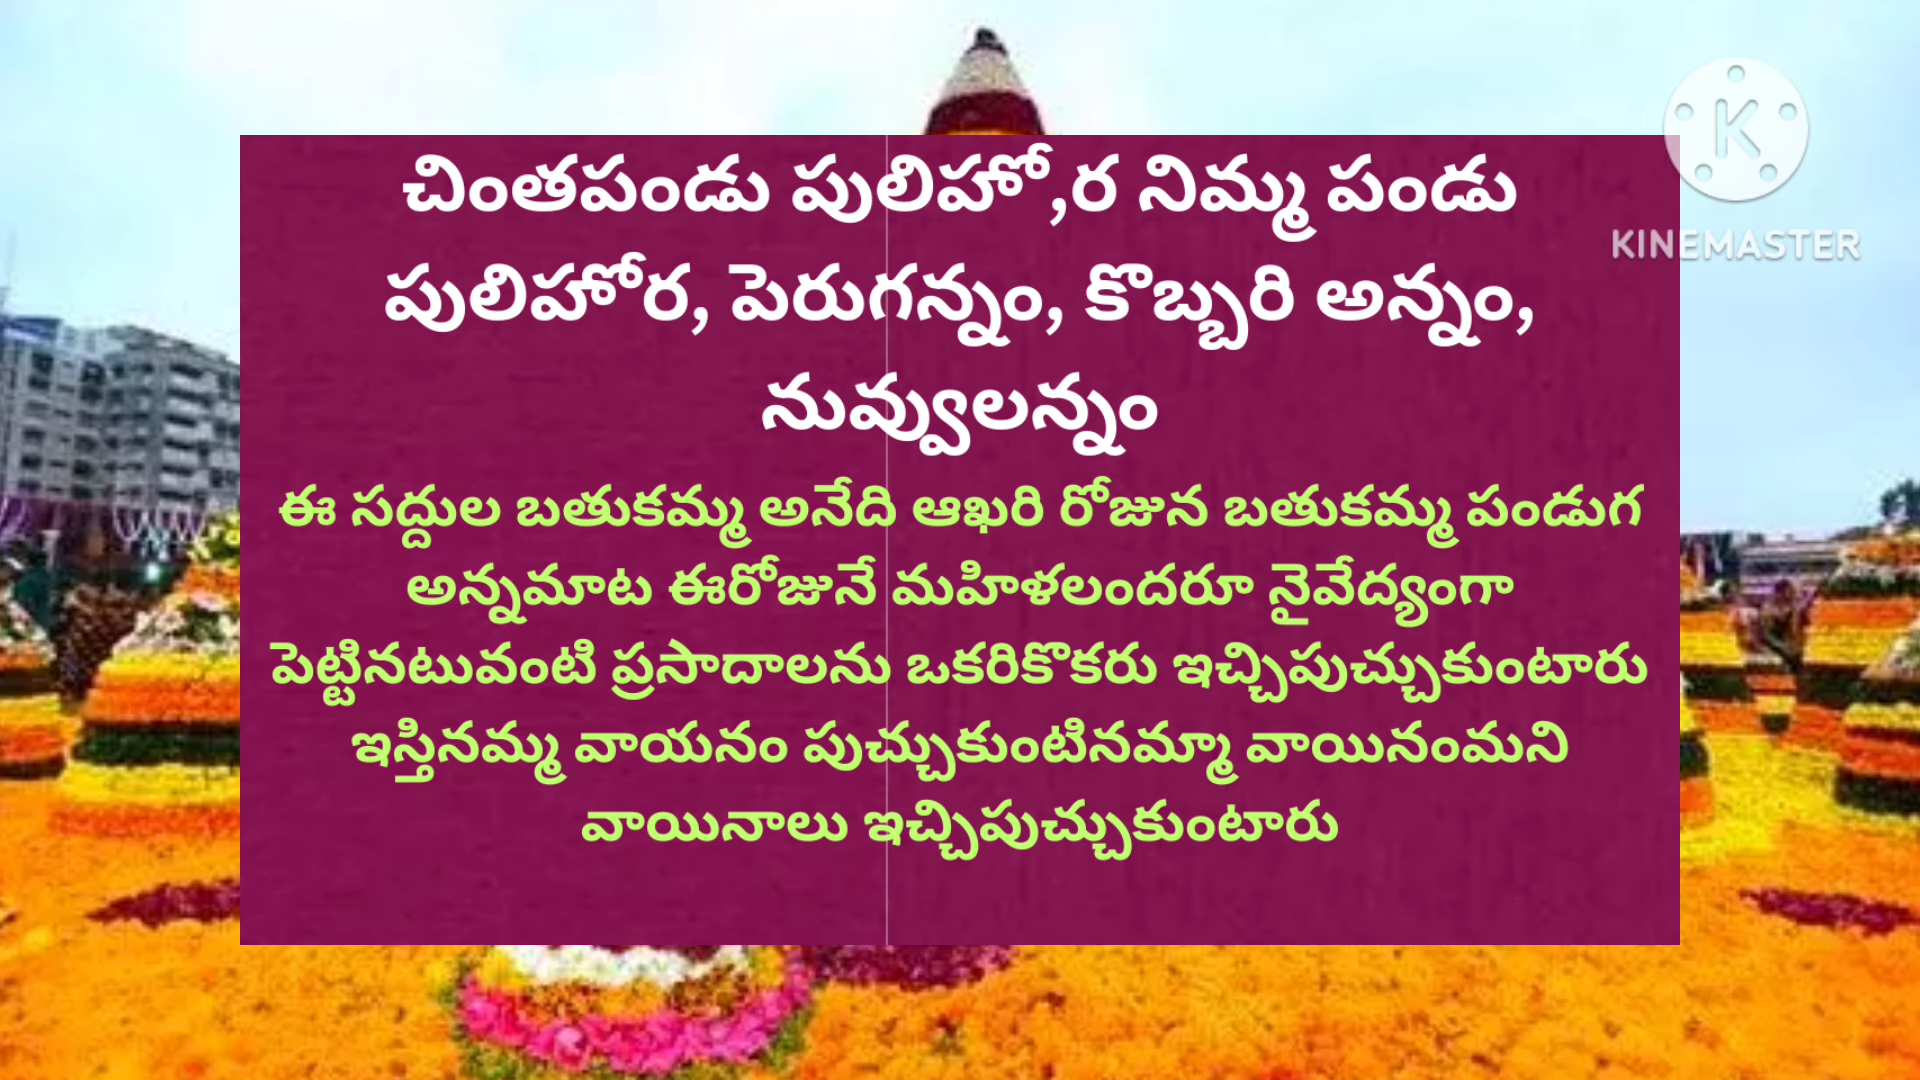 చింతపండు పులిహో,ర నిమ్మ పండు
పులిహోర, పెరుగన్నం, కొబ్బరి అన్నం,
నువ్వులన్నం
ఈ సద్దుల బతుకమ్మ అనేది ఆఖరి రోజున బతుకమ్మ పండుగ
అన్నమాట ఈరోజునే మహిళలందరూ నైవేద్యంగా
పెట్టినటువంటి ప్రసాదాలను ఒకరికొకరు ఇచ్చిపుచ్చుకుంటారు
ఇస్తినమ్మ వాయనం పుచ్చుకుంటినమ్మా వాయినంమని
వాయినాలు ఇచ్చిపుచ్చుకుంటారు
K
KINEMASTER